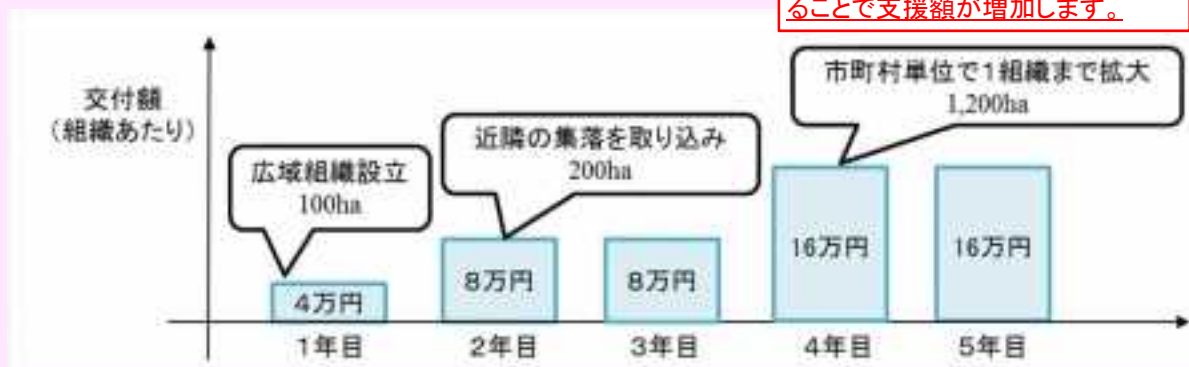 ることで支援額が増加します。
交付額
(組織あたり)
広域組織設立
100ha
近隣の集落を取り込み
200ha
市町村単位で1組織まで拡大
1,200ha
4万円
8万円
8万円
16万円
16万円
1年目
2年目
3年目
4年目
5年目